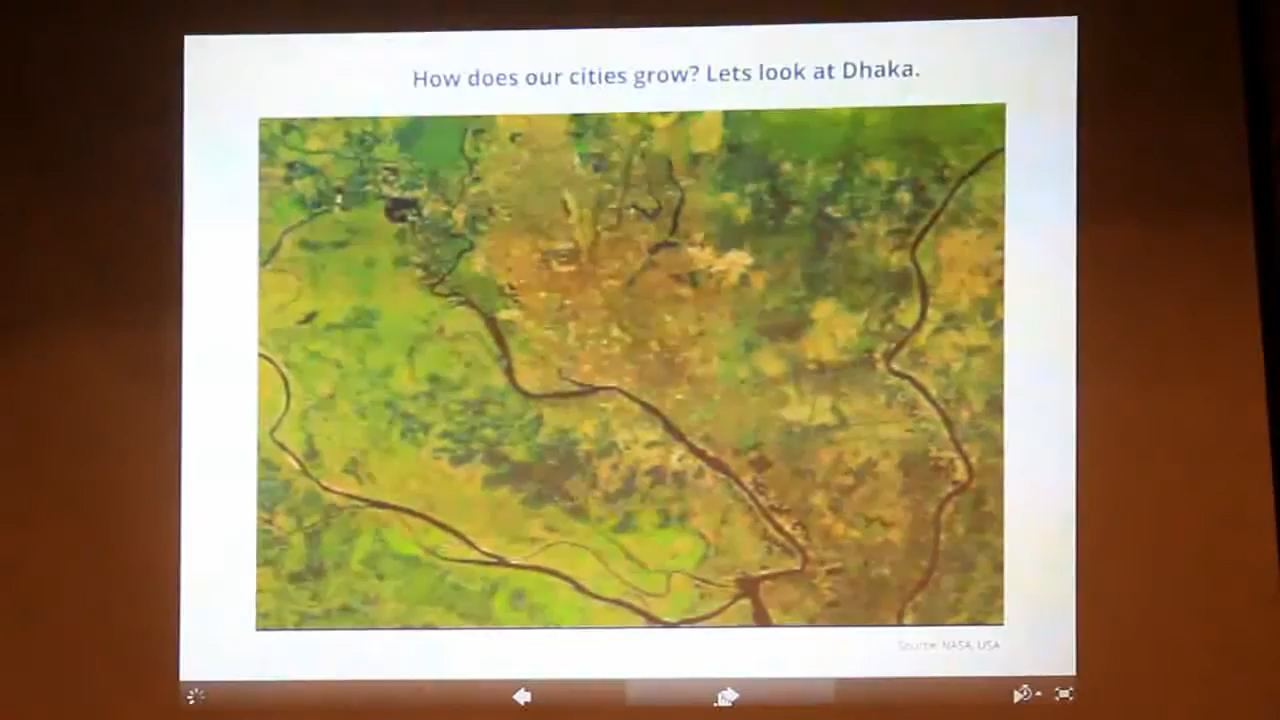 How does our cities grow? Lets look at Dhaka.
Source: NASA, USA